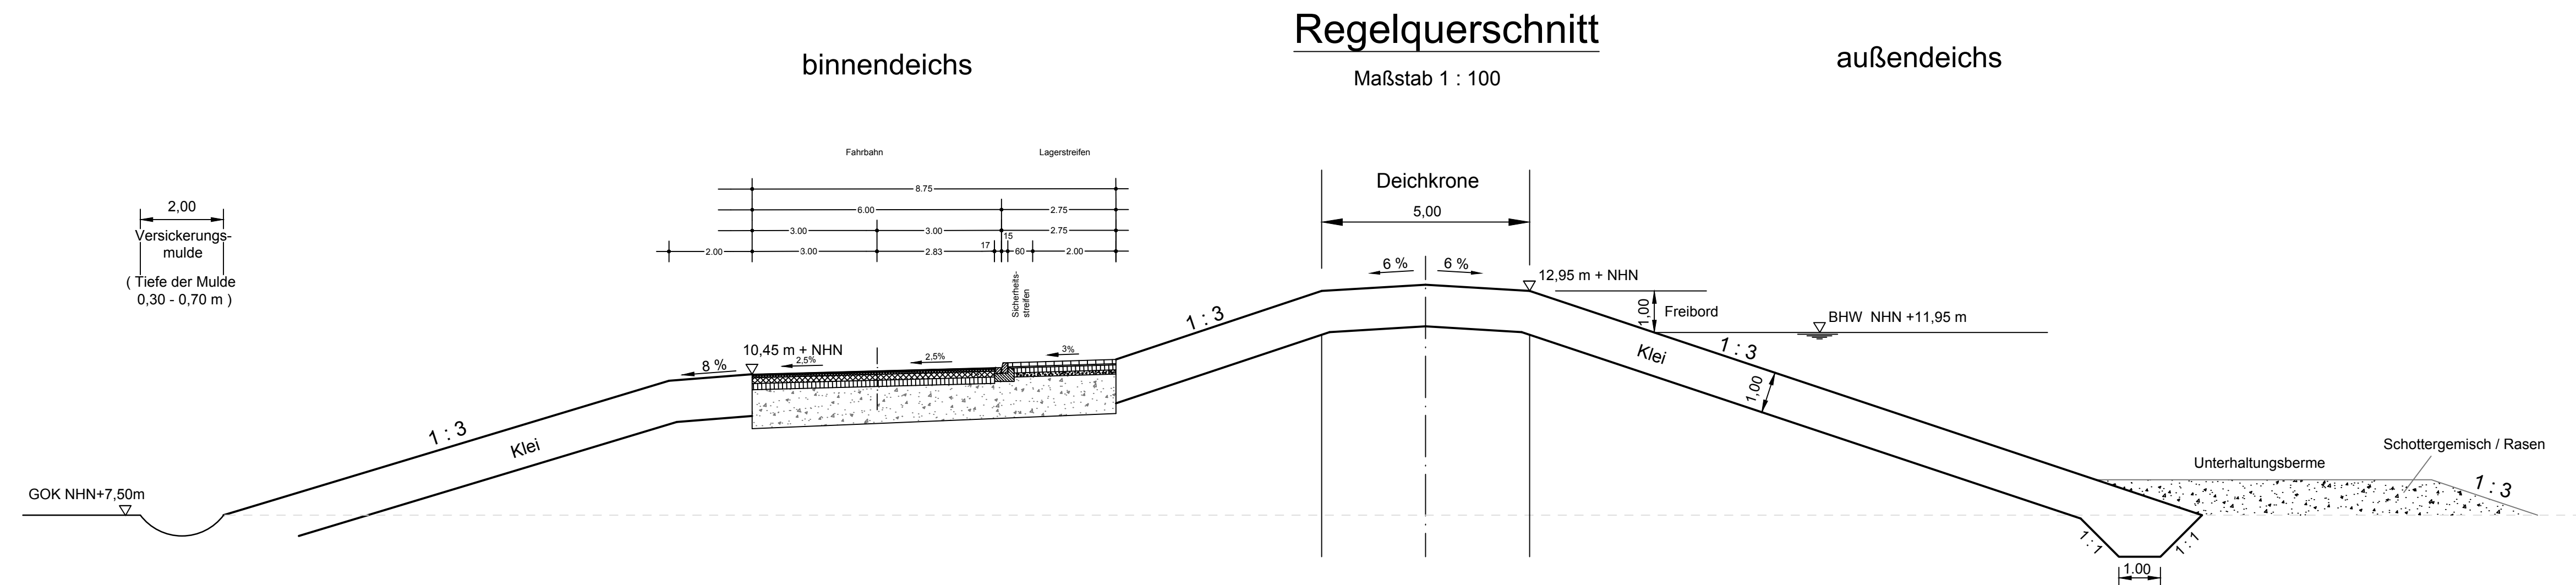 Regelquerschnitt
binnendeichs
außendeichs
Maßstab 1 : 100
Fahrbahn
Lagerstreifen
8.75
6.00
2.75
3.00
3.00
15
2.75
2.00
3.00
2.83
17
60
2.00
Sicherheits-
streifen
2,00
Versickerungs-
mulde
( Tiefe der Mulde
0,30 - 0,70 m )
Deichkrone
5,00
6 %
6 %
12,95 m + NHN
1,00
Freibord
BHW NHN +11,95 m
1 : 3
10,45 m + NHN
8 %
2,5%
2,5%
3%
Klei
1 : 3
1,00
1 : 3
Klei
GOK NHN+7,50m
Schottergemisch / Rasen
Unterhaltungsberme
1 : 3
1:1
1:1
1.00